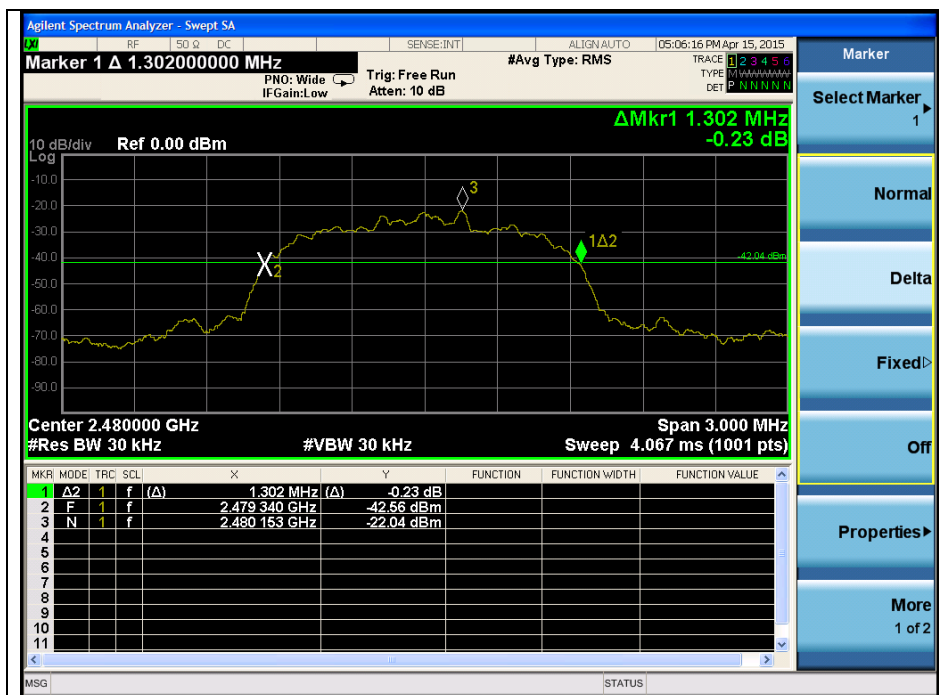 Agilent Spectrum Analyzer - Swept SA
LXI RF 50 Ω DC SENSE:INT ALIGNAUTO 05:06:16 PM Apr 15, 2015
Marker 1 Δ 1.302000000 MHz
PNO: Wide
IFGain:Low
Trig: Free Run
Atten: 10 dB
#Avg Type: RMS
TRACE 1 2 3 4 5 6
TYPE MWWWWW
DET P N N N N N
ΔMkr1 1.302 MHz
-0.23 dB
10 dB/div Ref 0.00 dBm
Log
-10.0
-20.0
-30.0
-40.0
-50.0
-60.0
-70.0
-80.0
-90.0
3
1Δ2
2
-42.04 dBm
Center 2.480000 GHz Span 3.000 MHz
#Res BW 30 kHz #VBW 30 kHz Sweep 4.067 ms (1001 pts)
MKR MODE TRC SCL X Y FUNCTION FUNCTION WIDTH FUNCTION VALUE
1 Δ2 1 f (Δ) 1.302 MHz (Δ) -0.23 dB
2 F 1 f 2.479 340 GHz -42.56 dBm
3 N 1 f 2.480 153 GHz -22.04 dBm
4
5
6
7
8
9
10
11
MSG STATUS
Marker
Select Marker
1
Normal
Delta
Fixed
Off
Properties
More
1 of 2